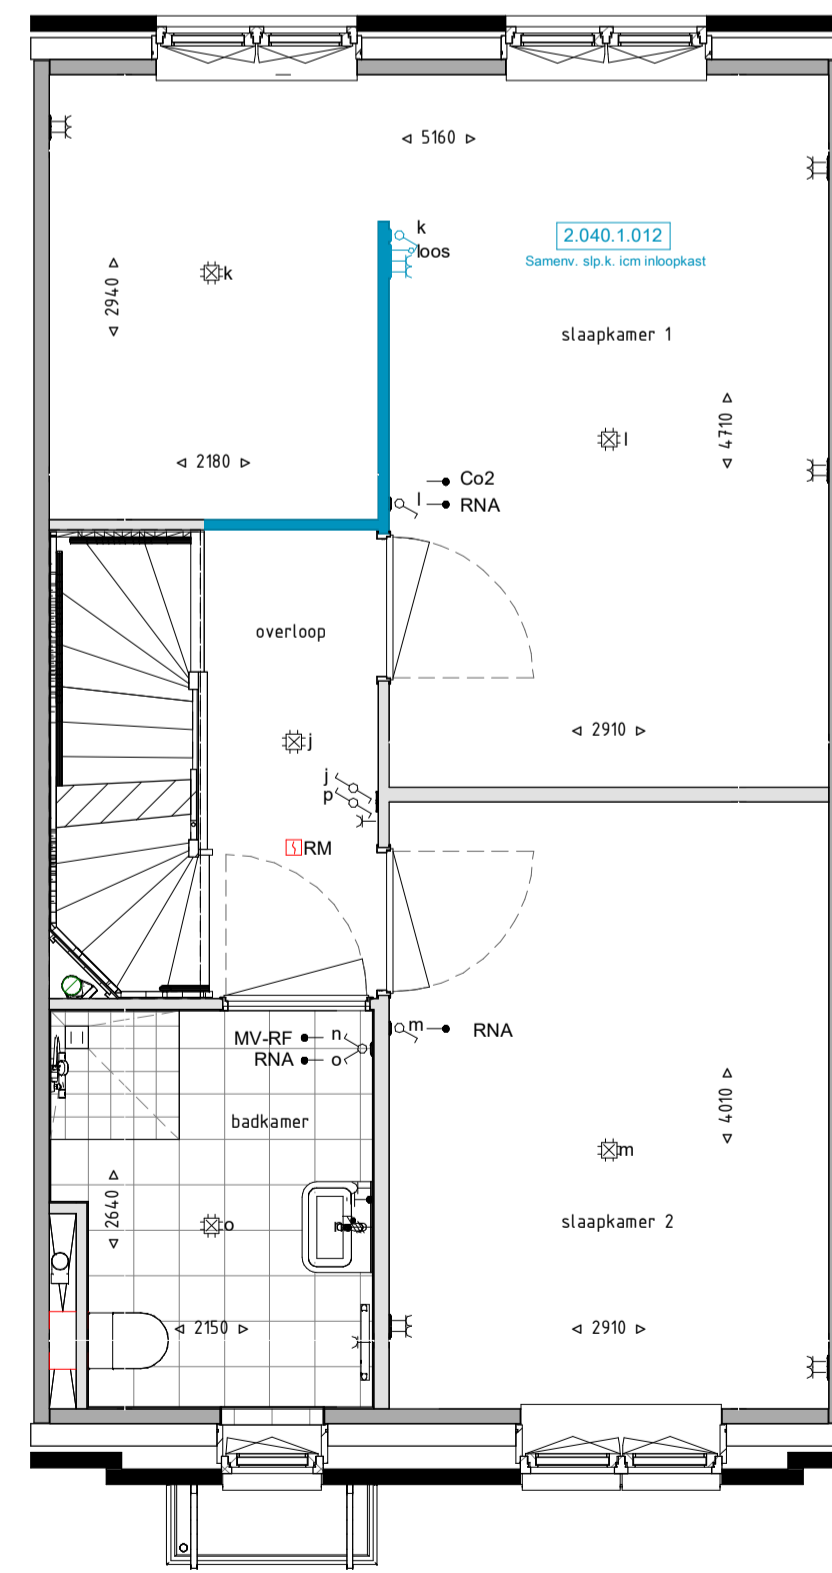 5160
k
loos
2.040.1.012
Samenv. slp.k. icm inloopkast
k
2940
slaapkamer 1
4710
l
2180
Co2
l
RNA
overloop
j
2910
j
p
RM
MV-RF
n
RNA
o
m
RNA
badkamer
4010
m
2640
o
slaapkamer 2
2150
2910